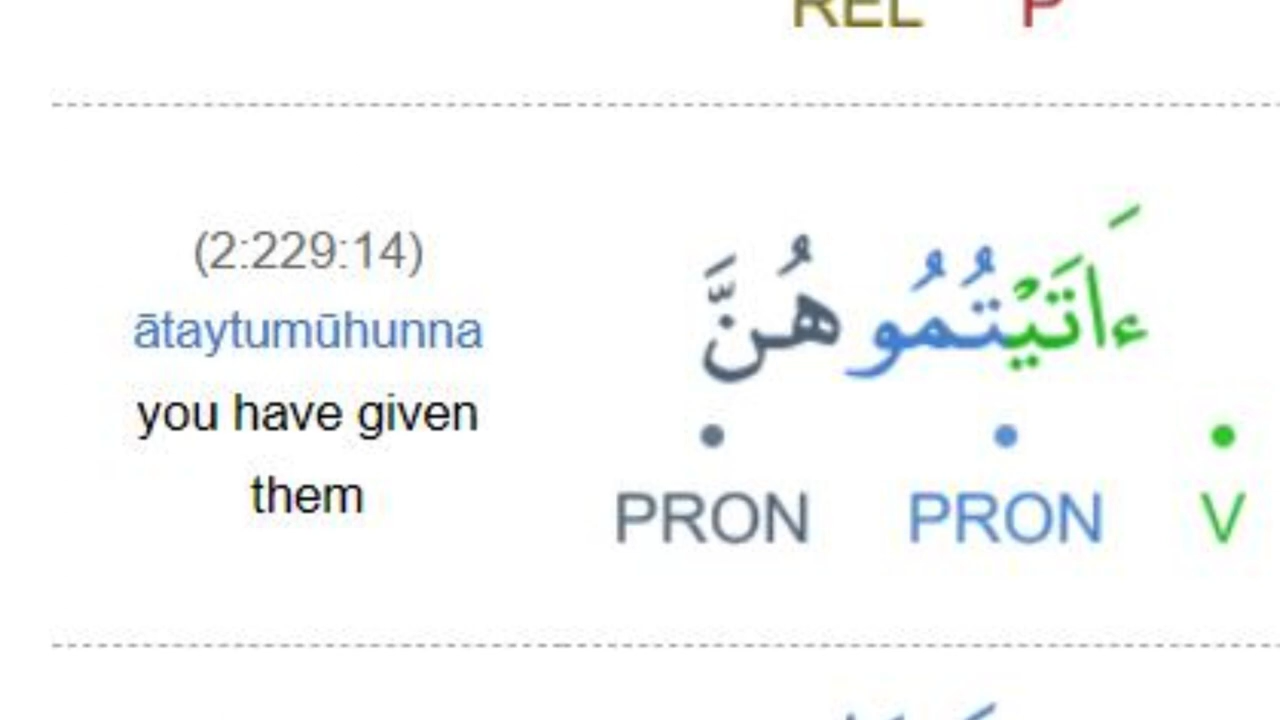 REL P
(2:229:14)
ātaytumūhunna
you have given
them
ءَاتَيْتُمُوهُنَّ
PRON PRON V